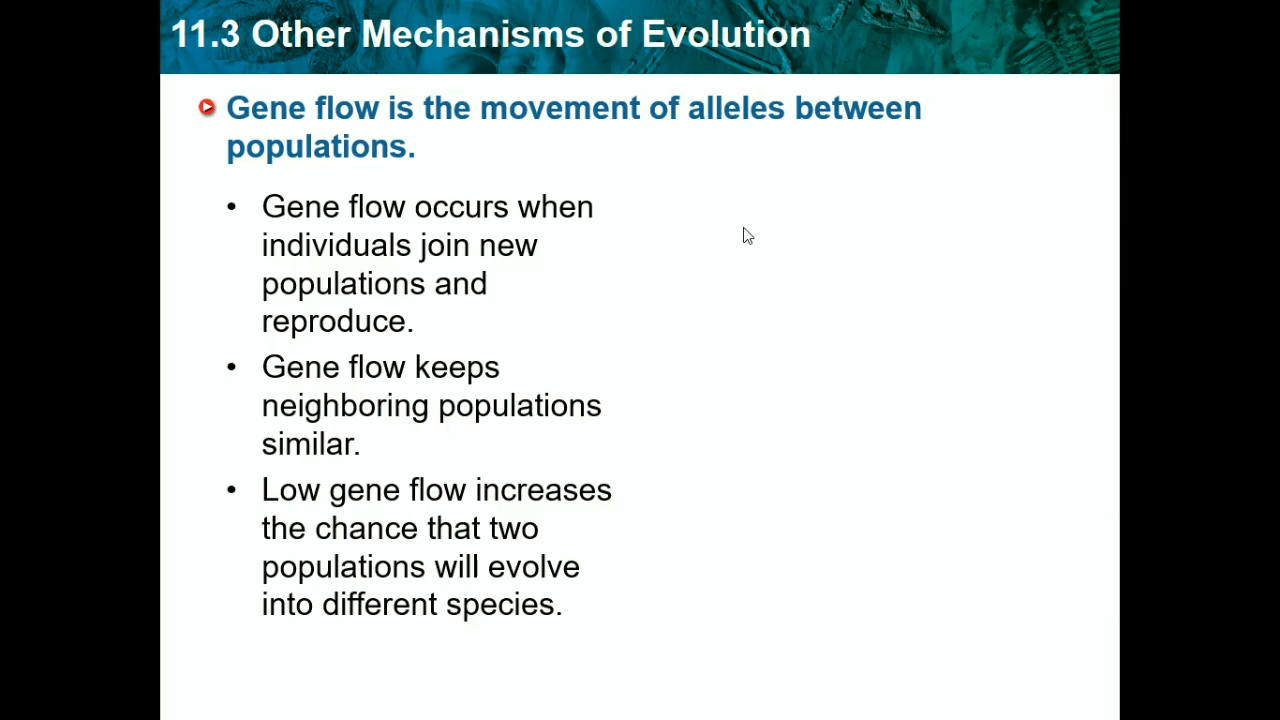 11.3 Other Mechanisms of Evolution
Gene flow is the movement of alleles between
populations.
• Gene flow occurs when
individuals join new
populations and
reproduce.
• Gene flow keeps
neighboring populations
similar.
• Low gene flow increases
the chance that two
populations will evolve
into different species.